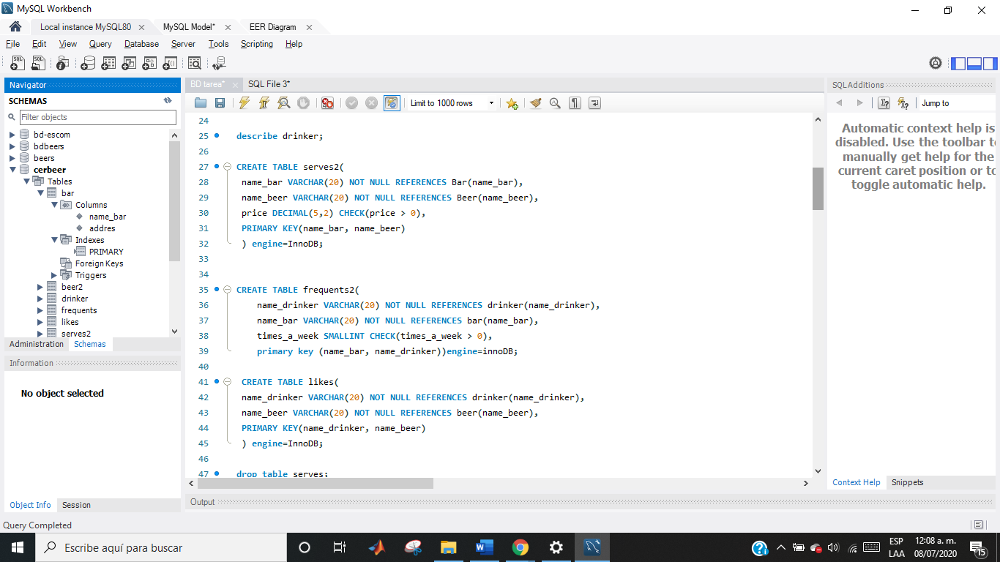 MySQL Workbench
Local instance MySQL80
MySQL Model*
EER Diagram
File Edit View Query Database Server Tools Scripting Help
Navigator
SCHEMAS
Filter objects
bd-escom
bdbeers
beers
cerbeer
Tables
bar
Columns
name_bar
addres
Indexes
PRIMARY
Foreign Keys
Triggers
beer2
drinker
frequents
likes
serves2
Administration Schemas
Information
No object selected
Object Info Session
BD tarea* SQL File 3*
Limit to 1000 rows
24
25 describe drinker;
26
27 CREATE TABLE serves2(
28 name_bar VARCHAR(20) NOT NULL REFERENCES Bar(name_bar),
29 name_beer VARCHAR(20) NOT NULL REFERENCES Beer(name_beer),
30 price DECIMAL(5,2) CHECK(price > 0),
31 PRIMARY KEY(name_bar, name_beer)
32 ) engine=InnoDB;
33
34
35 CREATE TABLE frequents2(
36 name_drinker VARCHAR(20) NOT NULL REFERENCES drinker(name_drinker),
37 name_bar VARCHAR(20) NOT NULL REFERENCES bar(name_bar),
38 times_a_week SMALLINT CHECK(times_a_week > 0),
39 primary key (name_bar, name_drinker))engine=innoDB;
40
41 CREATE TABLE likes(
42 name_drinker VARCHAR(20) NOT NULL REFERENCES drinker(name_drinker),
43 name_beer VARCHAR(20) NOT NULL REFERENCES beer(name_beer),
44 PRIMARY KEY(name_drinker, name_beer)
45 ) engine=InnoDB;
46
47 drop table serves;
Output
SQLAdditions
Jump to
Automatic context help is
disabled. Use the toolbar to
manually get help for the
current caret position or to
toggle automatic help.
Context Help Snippets
Query Completed
Escribe aquí para buscar
ESP
LAA
12:08 a. m.
08/07/2020
15